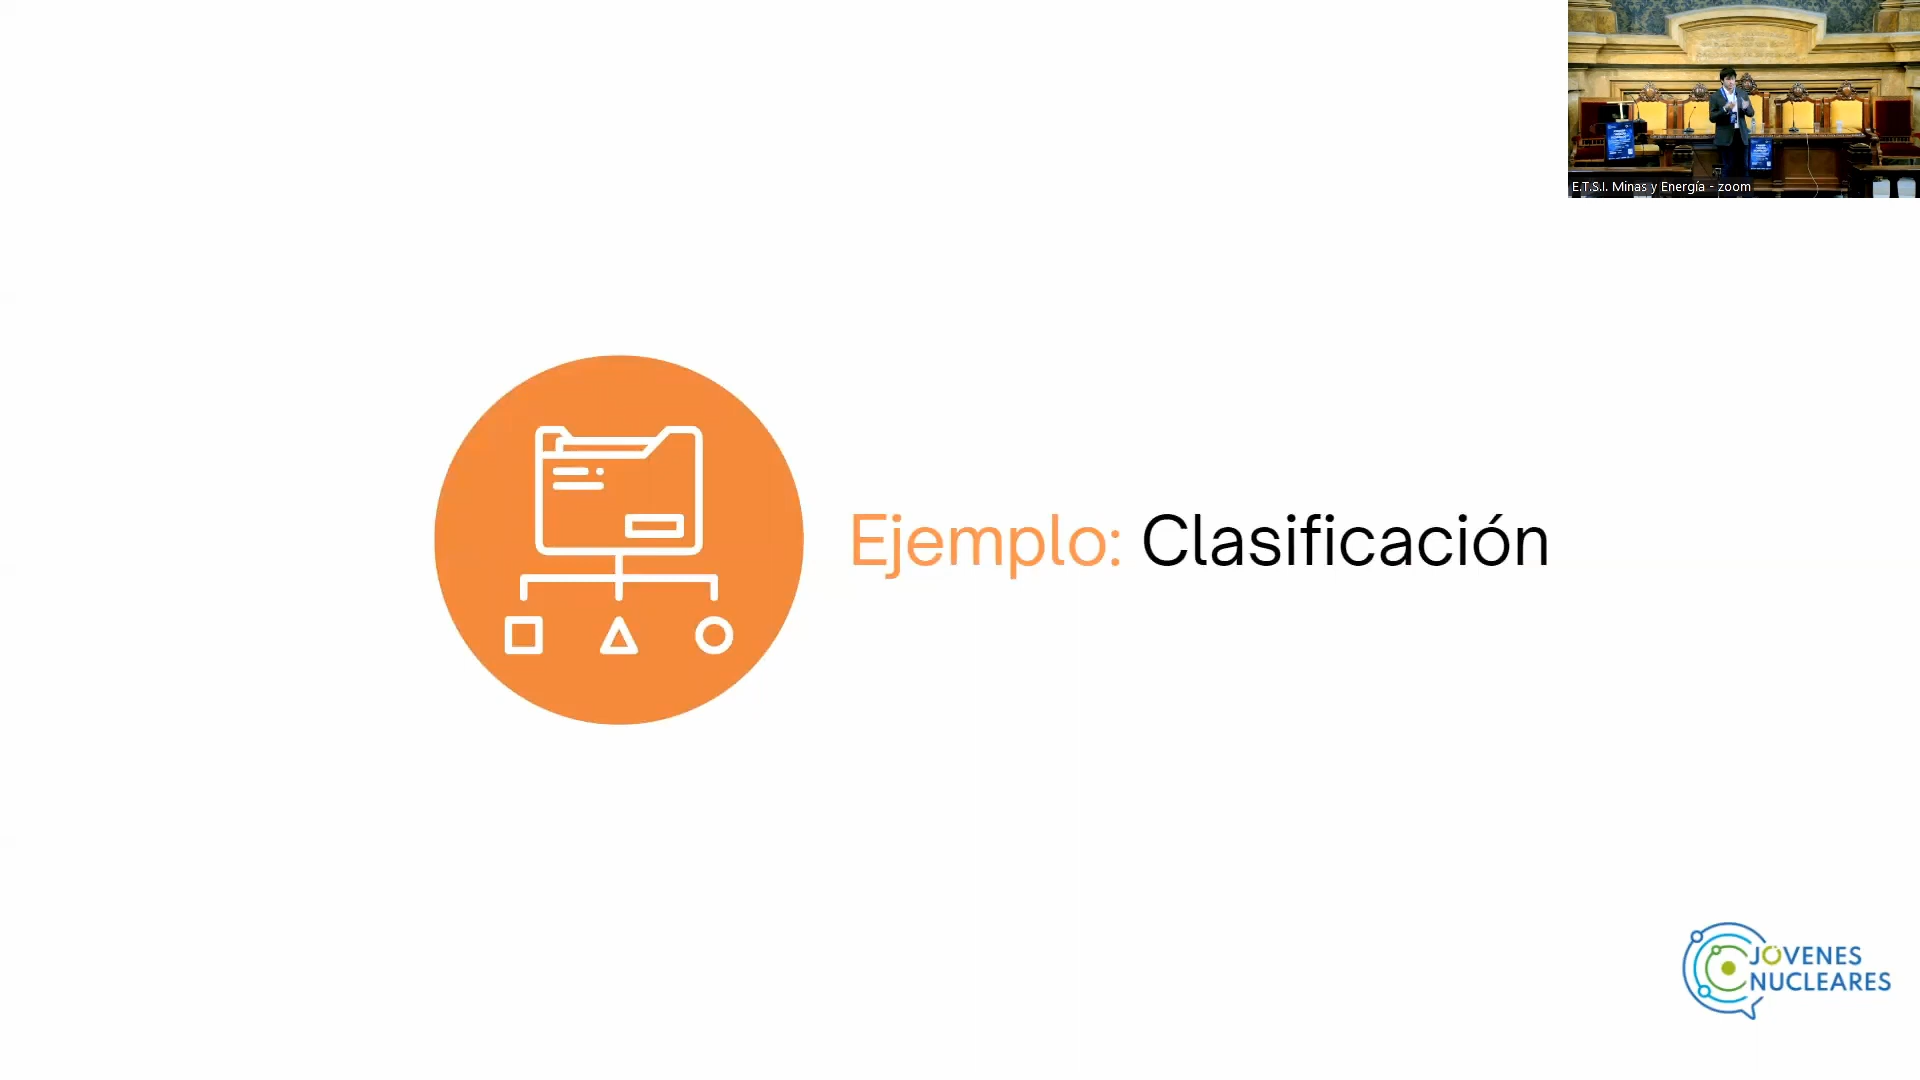 E.T.S.I. Minas y Energía - zoom
Ejemplo: Clasificación
JÓVENES
NUCLEARES